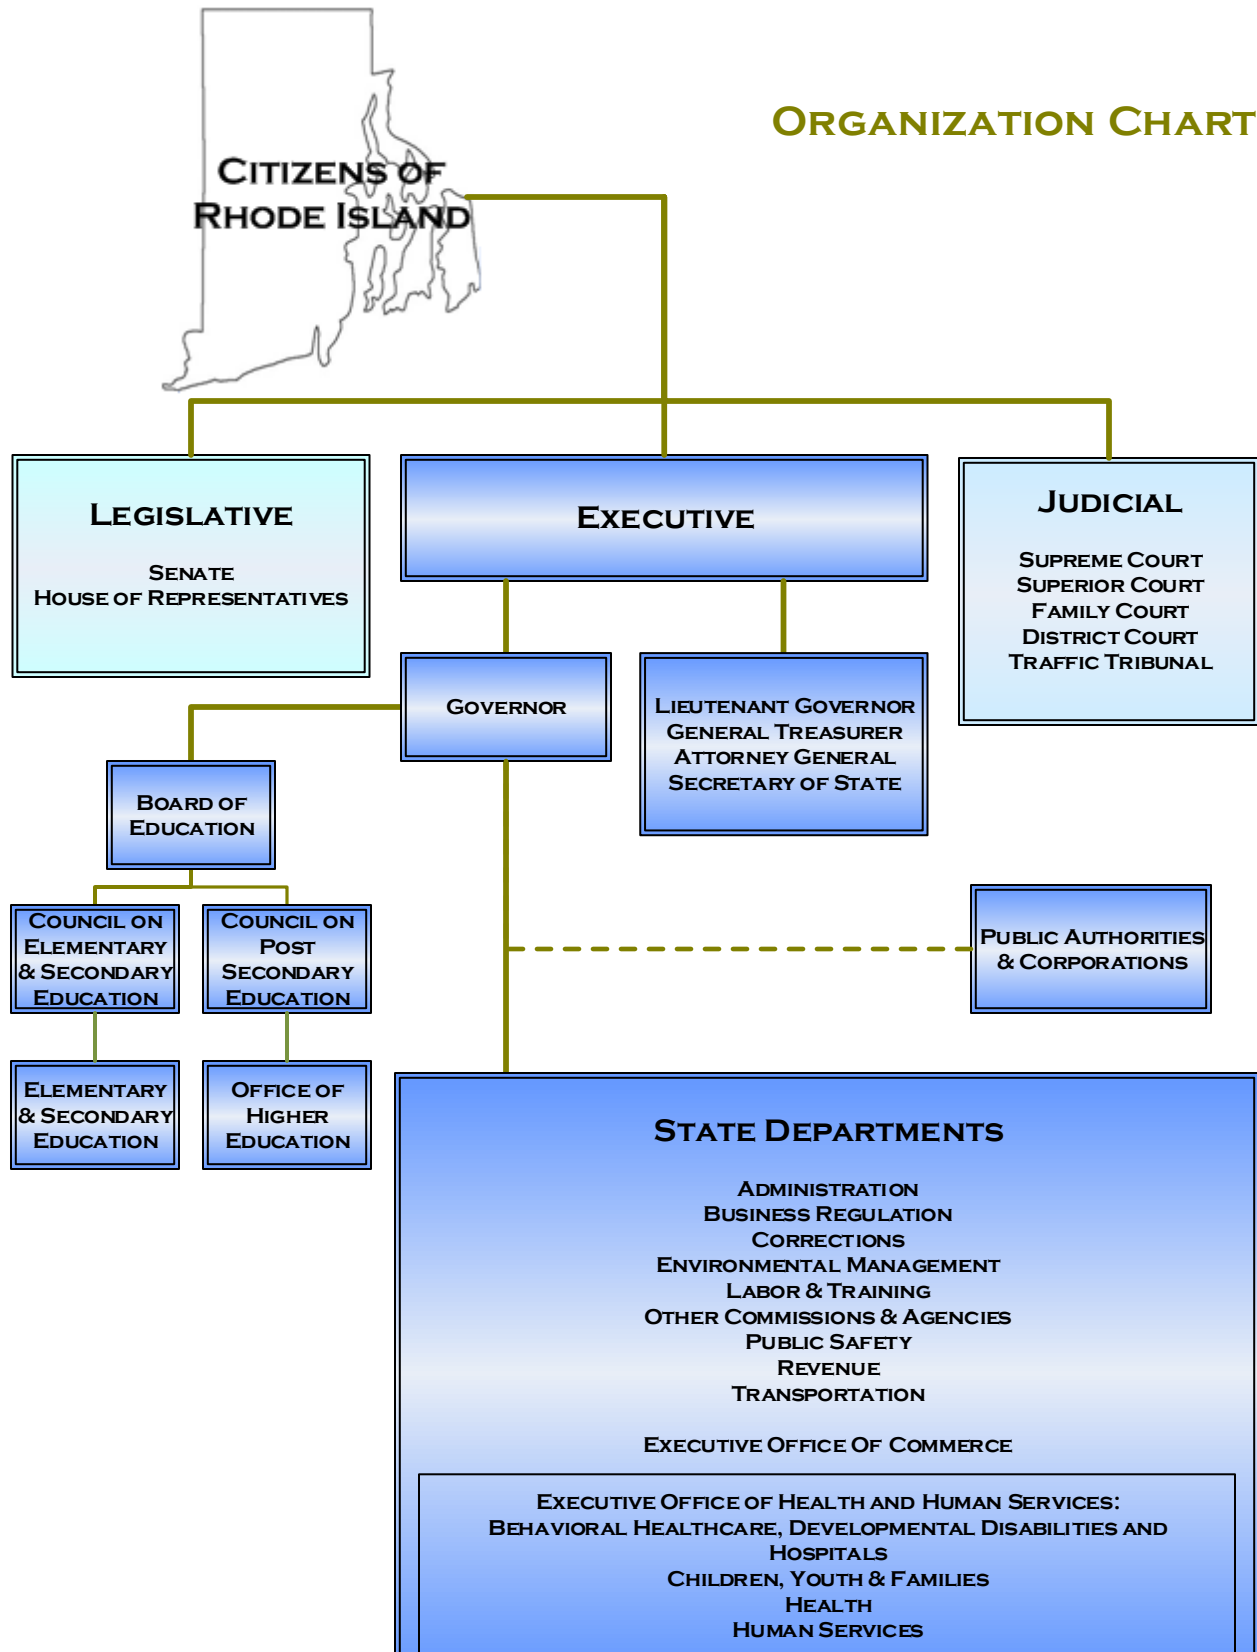 ORGANIZATION CHART
CITIZENS OF
RHODE ISLAND
LEGISLATIVE
SENATE
HOUSE OF REPRESENTATIVES
EXECUTIVE
JUDICIAL
SUPREME COURT
SUPERIOR COURT
FAMILY COURT
DISTRICT COURT
TRAFFIC TRIBUNAL
GOVERNOR
LIEUTENANT GOVERNOR
GENERAL TREASURER
ATTORNEY GENERAL
SECRETARY OF STATE
BOARD OF
EDUCATION
COUNCIL ON
ELEMENTARY
& SECONDARY
EDUCATION
COUNCIL ON
POST
SECONDARY
EDUCATION
PUBLIC AUTHORITIES
& CORPORATIONS
ELEMENTARY
& SECONDARY
EDUCATION
OFFICE OF
HIGHER
EDUCATION
STATE DEPARTMENTS
ADMINISTRATION
BUSINESS REGULATION
CORRECTIONS
ENVIRONMENTAL MANAGEMENT
LABOR & TRAINING
OTHER COMMISSIONS & AGENCIES
PUBLIC SAFETY
REVENUE
TRANSPORTATION
EXECUTIVE OFFICE OF COMMERCE
EXECUTIVE OFFICE OF HEALTH AND HUMAN SERVICES:
BEHAVIORAL HEALTHCARE, DEVELOPMENTAL DISABILITIES AND
HOSPITALS
CHILDREN, YOUTH & FAMILIES
HEALTH
HUMAN SERVICES